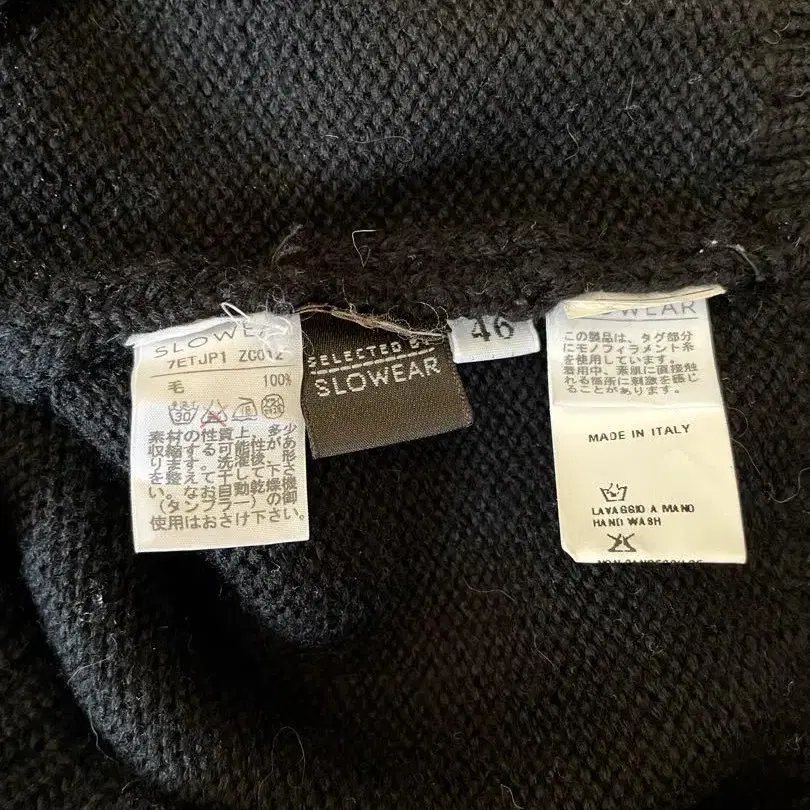 SLOWEAR
7ETJP1 ZC012
毛 100%
30
素材の性質上、多少
収縮する可能性があ
ります。洗濯後、形
を整えて干して下さ
い。なお自動乾燥機
(タンブラー)の御
使用はおさけ下さい。
SELECTED BY
SLOWEAR
46
SLOWEAR
この製品は、タグ部分
にモノフィラメント糸
を使用しています。
着用中、素肌に直接触
れる箇所に刺激を感じ
ることがあります。
MADE IN ITALY
LAVAGGIO A MANO
HAND WASH